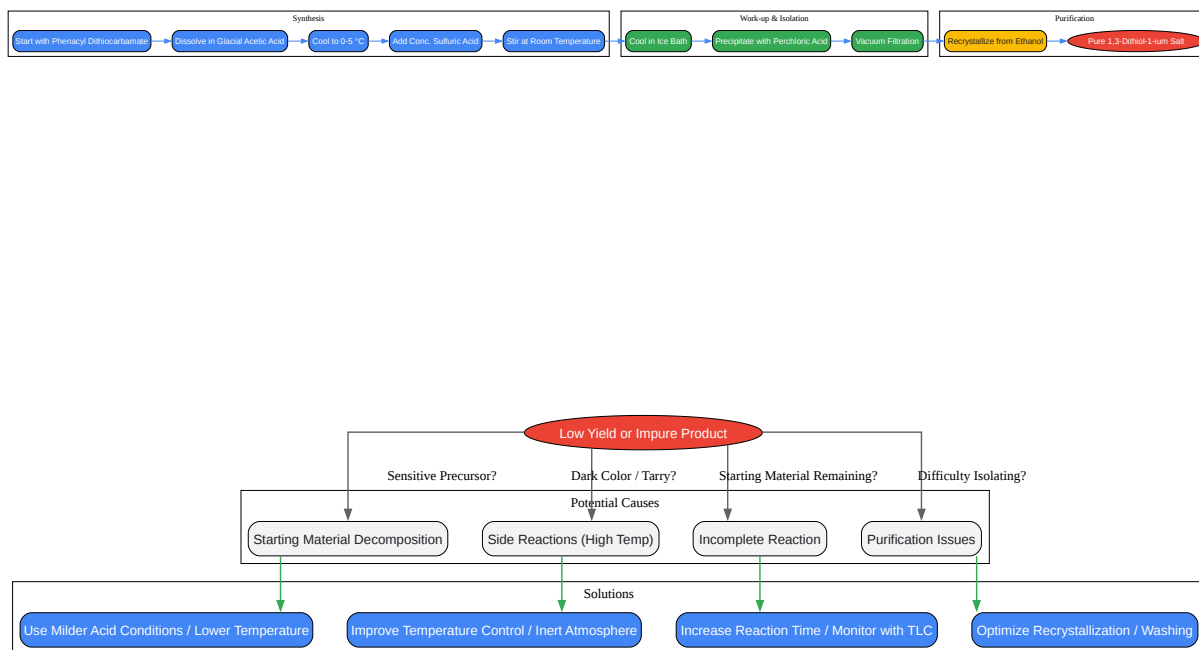 Synthesis
Work-up & Isolation
Purification
Start with Phenacyl Dithiocarbamate
Dissolve in Glacial Acetic Acid
Cool to 0-5 °C
Add Conc. Sulfuric Acid
Stir at Room Temperature
Cool in Ice Bath
Precipitate with Perchloric Acid
Vacuum Filtration
Recrystallize from Ethanol
Pure 1,3-Dithiol-1-ium Salt
Low Yield or Impure Product
Sensitive Precursor?
Dark Color / Tarry?
Starting Material Remaining?
Difficulty Isolating?
Potential Causes
Starting Material Decomposition
Side Reactions (High Temp)
Incomplete Reaction
Purification Issues
Solutions
Use Milder Acid Conditions / Lower Temperature
Improve Temperature Control / Inert Atmosphere
Increase Reaction Time / Monitor with TLC
Optimize Recrystallization / Washing